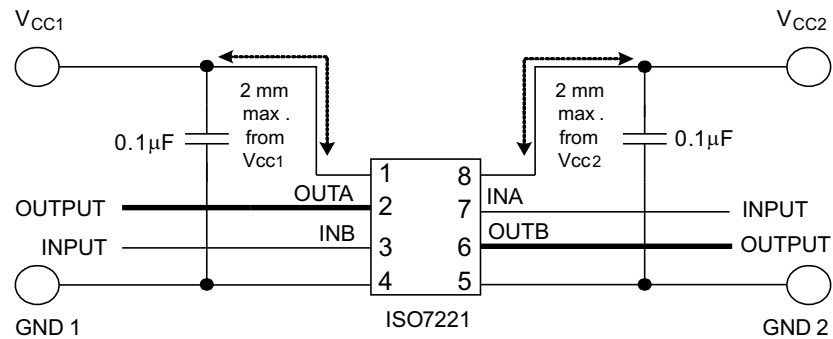 VCC1
VCC2
2 mm
max .
from
Vcc1
2 mm
max .
from
Vcc2
0.1μF
0.1μF
1
8
OUTPUT
OUTA
2
7
INA
INPUT
INPUT
INB
3
6
OUTB
OUTPUT
4
5
GND 1
ISO7221
GND 2